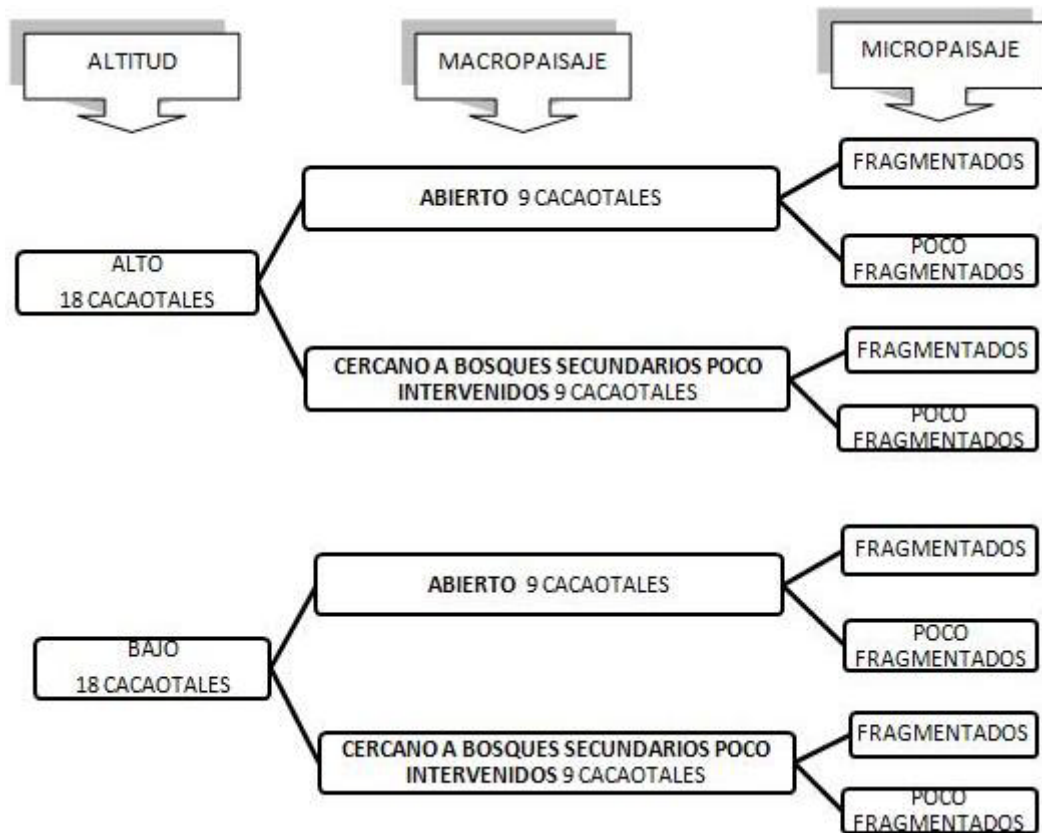 ALTITUD
MACROPAISAJE
MICROPAISAJE
ALTO
18 CACAOTALES
ABIERTO 9 CACAOTALES
FRAGMENTADOS
POCO
FRAGMENTADOS
CERCANO A BOSQUES SECUNDARIOS POCO
INTERVENIDOS 9 CACAOTALES
FRAGMENTADOS
POCO
FRAGMENTADOS
BAJO
18 CACAOTALES
ABIERTO 9 CACAOTALES
FRAGMENTADOS
POCO
FRAGMENTADOS
CERCANO A BOSQUES SECUNDARIOS POCO
INTERVENIDOS 9 CACAOTALES
FRAGMENTADOS
POCO
FRAGMENTADOS